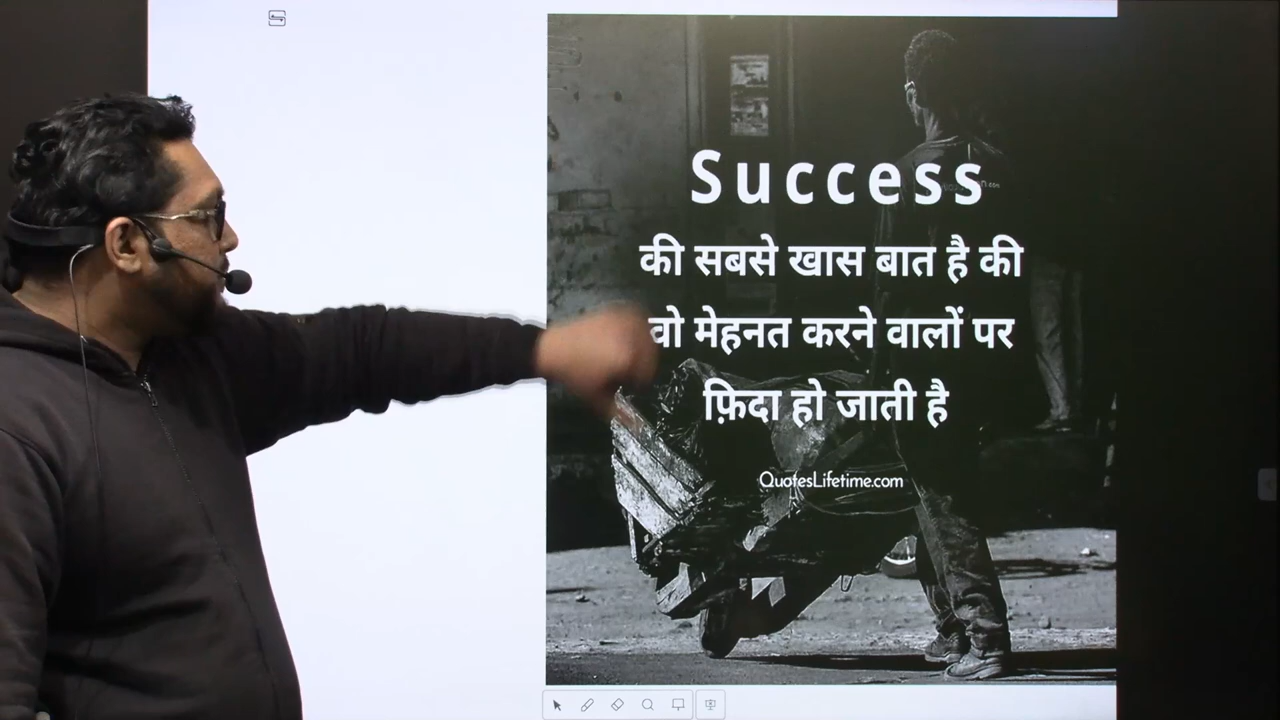 Success
की सबसे खास बात है की
वो मेहनत करने वालों पर
फ़िदा हो जाती है
QuotesLifetime.com